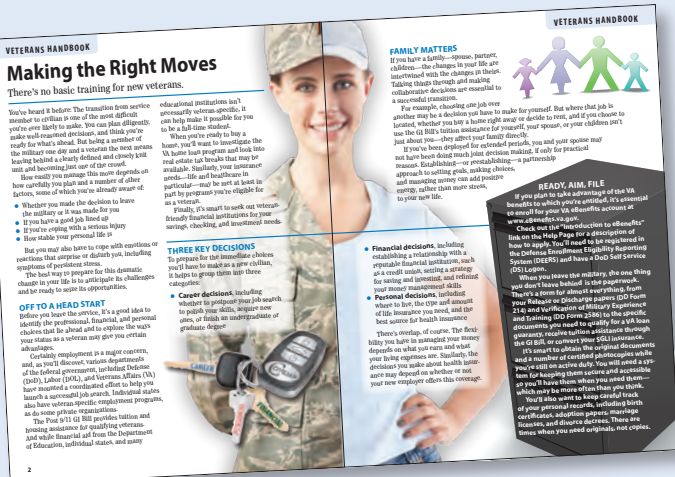 VETERANS HANDBOOK
Making the Right Moves
There's no basic training for new veterans.
You've heard it before: The transition from service
member to civilian is one of the most difficult
you're ever likely to make. You can plan diligently,
make well-reasoned decisions, and think you're
ready for what's ahead. But being a member of
the military one day and a veteran the next means
leaving behind a clearly defined and closely knit
unit and becoming just one of the crowd.
How easily you manage this move depends on
how carefully you plan and a number of other
factors, some of which you're already aware of:
• Whether you made the decision to leave
the military or it was made for you
• If you have a good job lined up
• If you're coping with a serious injury
• How stable your personal life is
But you may also have to cope with emotions or
reactions that surprise or disturb you, including
symptoms of persistent stress.
The best way to prepare for this dramatic
change in your life is to anticipate its challenges
and be ready to seize its opportunities.
OFF TO A HEAD START
Before you leave the service, it's a good idea to
identify the professional, financial, and personal
choices that lie ahead and to explore the ways
your status as a veteran may give you certain
advantages.
Certainly employment is a major concern,
and, as you'll discover, various departments
of the federal government, including Defense
(DoD), Labor (DOL), and Veterans Affairs (VA)
have mounted a coordinated effort to help you
launch a successful job search. Individual states
also have veteran-specific employment programs,
as do some private organizations.
The Post 9/11 GI Bill provides tuition and
housing assistance for qualifying veterans.
And while financial aid from the Department
of Education, individual states, and many
educational institutions isn't
necessarily veteran-specific, it
can help make it possible for you
to be a full-time student.
When you're ready to buy a
home, you'll want to investigate the
VA home loan program and look into
real estate tax breaks that may be
available. Similarly, your insurance
needs—life and healthcare in
particular—may be met at least in
part by programs you're eligible for
as a veteran.
Finally, it's smart to seek out veteran-
friendly financial institutions for your
savings, checking, and investment needs.
THREE KEY DECISIONS
To prepare for the immediate choices
you'll have to make as a new civilian,
it helps to group them into three
categories:
• Career decisions, including
whether to postpone your job search
to polish your skills, acquire new
ones, or finish an undergraduate or
graduate degree
CAREER
FINANCES
• Financial decisions, including
establishing a relationship with a
reputable financial institution, such
as a credit union, setting a strategy
for saving and investing, and refining
your money management skills
• Personal decisions, including
where to live, the type and amount
of life insurance you need, and the
best source for health insurance
There's overlap, of course. The flexi-
bility you have in managing your money
depends on what you earn and what
your living expenses are. Similarly, the
decisions you make about health insur-
ance may depend on whether or not
your new employer offers this coverage.
2
VETERANS HANDBOOK
FAMILY MATTERS
If you have a family—spouse, partner,
children—the changes in your life are
intertwined with the changes in theirs.
Talking things through and making
collaborative decisions are essential to
a successful transition.
For example, choosing one job over
another may be a decision you have to make for yourself. But where that job is
located, whether you buy a home right away or decide to rent, and if you choose to
use the GI Bill's tuition assistance for yourself, your spouse, or your children isn't
just about you—they affect your family directly.
If you've been deployed for extended periods, you and your spouse may
not have been doing much joint decision making, if only for practical
reasons. Establishing—or reestablishing—a partnership
approach to setting goals, making choices,
and managing money can add positive
energy, rather than more stress,
to your new life.
READY, AIM, FILE
If you plan to take advantage of the VA
benefits to which you're entitled, it's essential
to enroll for your VA eBenefits account at
www.eBenefits.va.gov.
Check out the "Introduction to eBenefits"
link on the Help Page for a description of
how to apply. You'll need to be registered in
the Defense Enrollment Eligibility Reporting
System (DEERS) and have a DoD Self Service
(DS) Logon.
When you leave the military, the one thing
you don't leave behind is the paperwork.
There's a form for almost everything, from
your Release or Discharge papers (DD Form
214) and Verification of Military Experience
and Training (DD Form 2586) to the specific
documents you need to qualify for a VA loan
guaranty, receive tuition assistance through
the GI Bill, or convert your SGLI insurance.
It's smart to obtain the original documents
and a number of certified photocopies while
you're still on active duty. You will need a sys-
tem for keeping them secure and accessible
so you'll have them when you need them—
which may be more often than you think.
You'll also want to keep careful track
of your personal records, including birth
certificates, adoption papers, marriage
licenses, and divorce decrees. There are
times when you need originals, not copies.